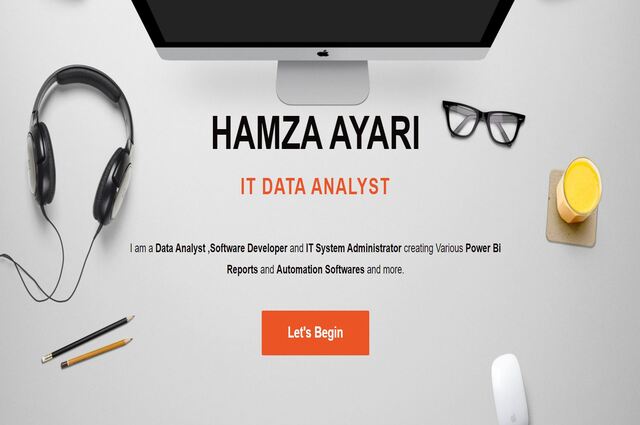 HAMZA AYARI
IT DATA ANALYST
I am a Data Analyst ,Software Developer and IT System Administrator creating Various Power Bi
Reports and Automation Softwares and more.
Let's Begin